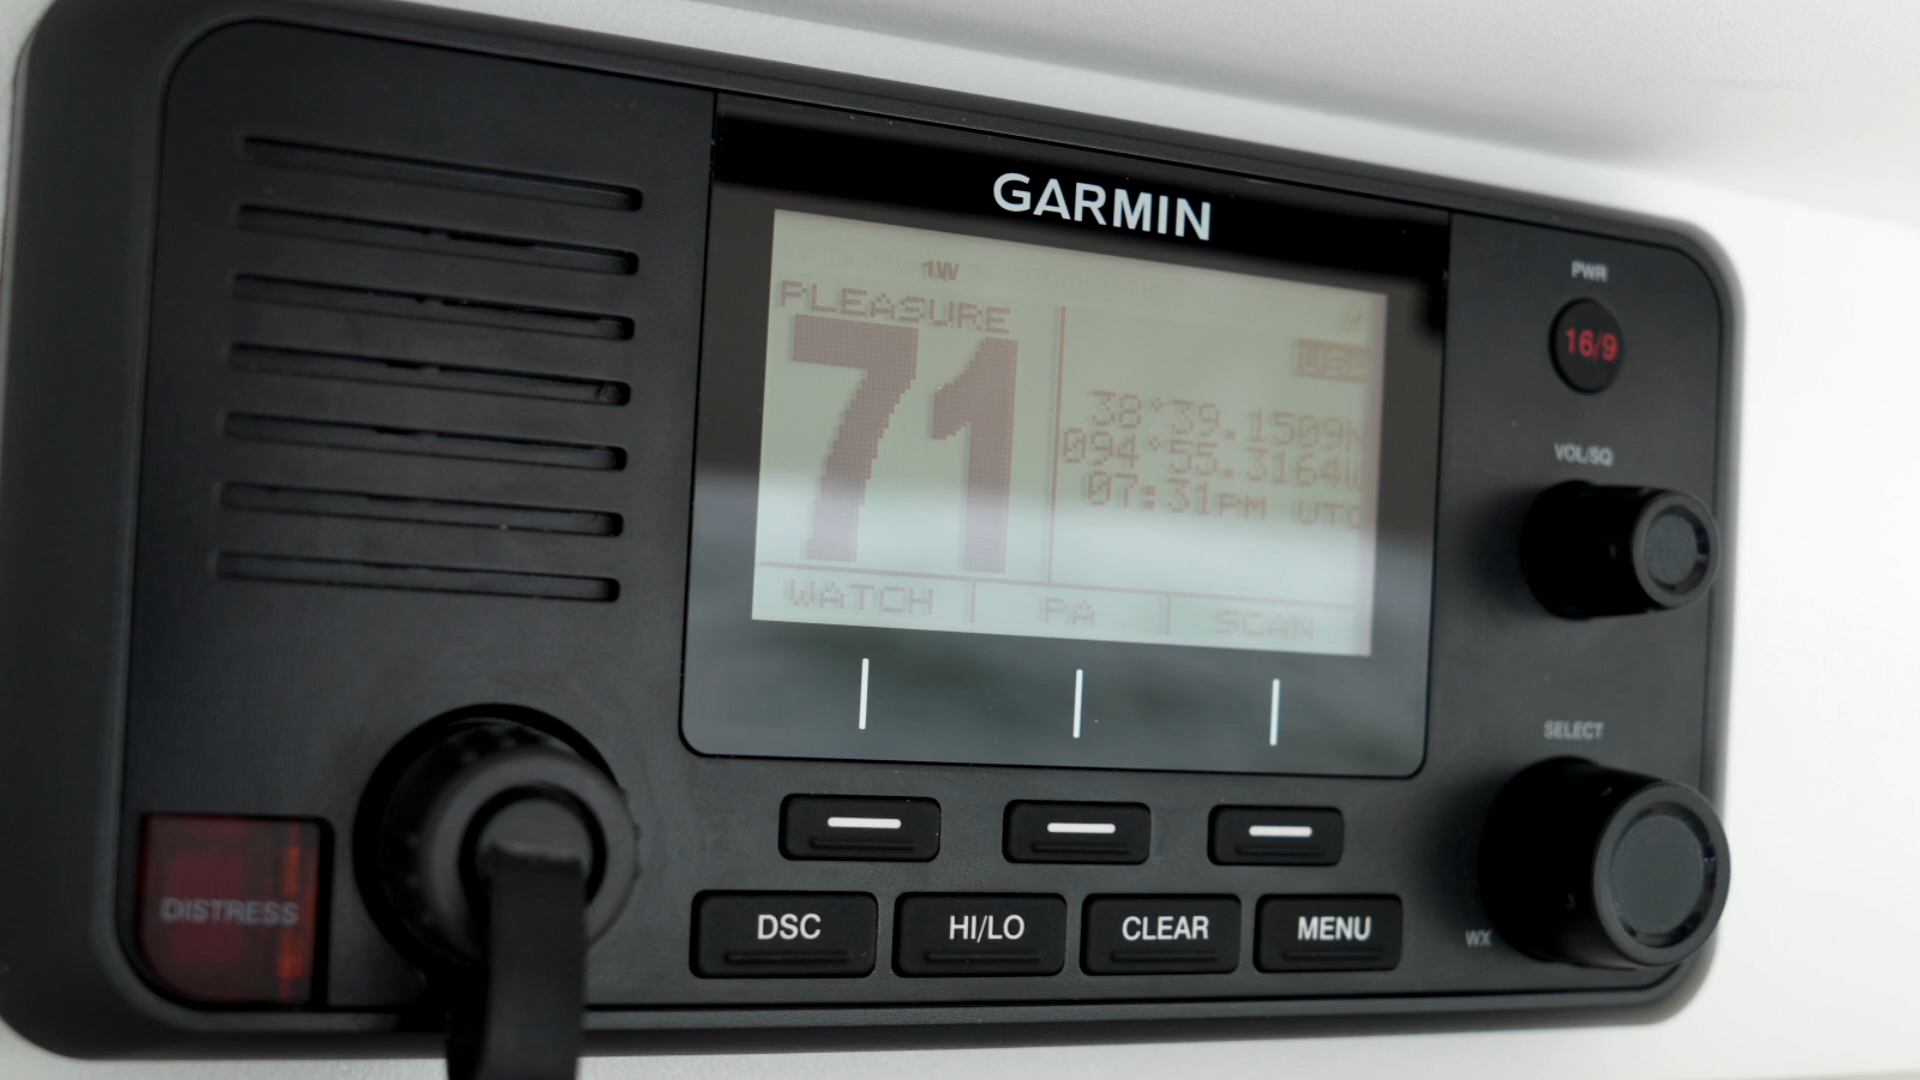 GARMIN
1W
PLEASURE
71
USA
38°39.1509N
094°55.3164W
07:31PM UTC
WATCH PA SCAN
PWR
16/9
VOL/SQ
SELECT
WX
DISTRESS
DSC HI/LO CLEAR MENU